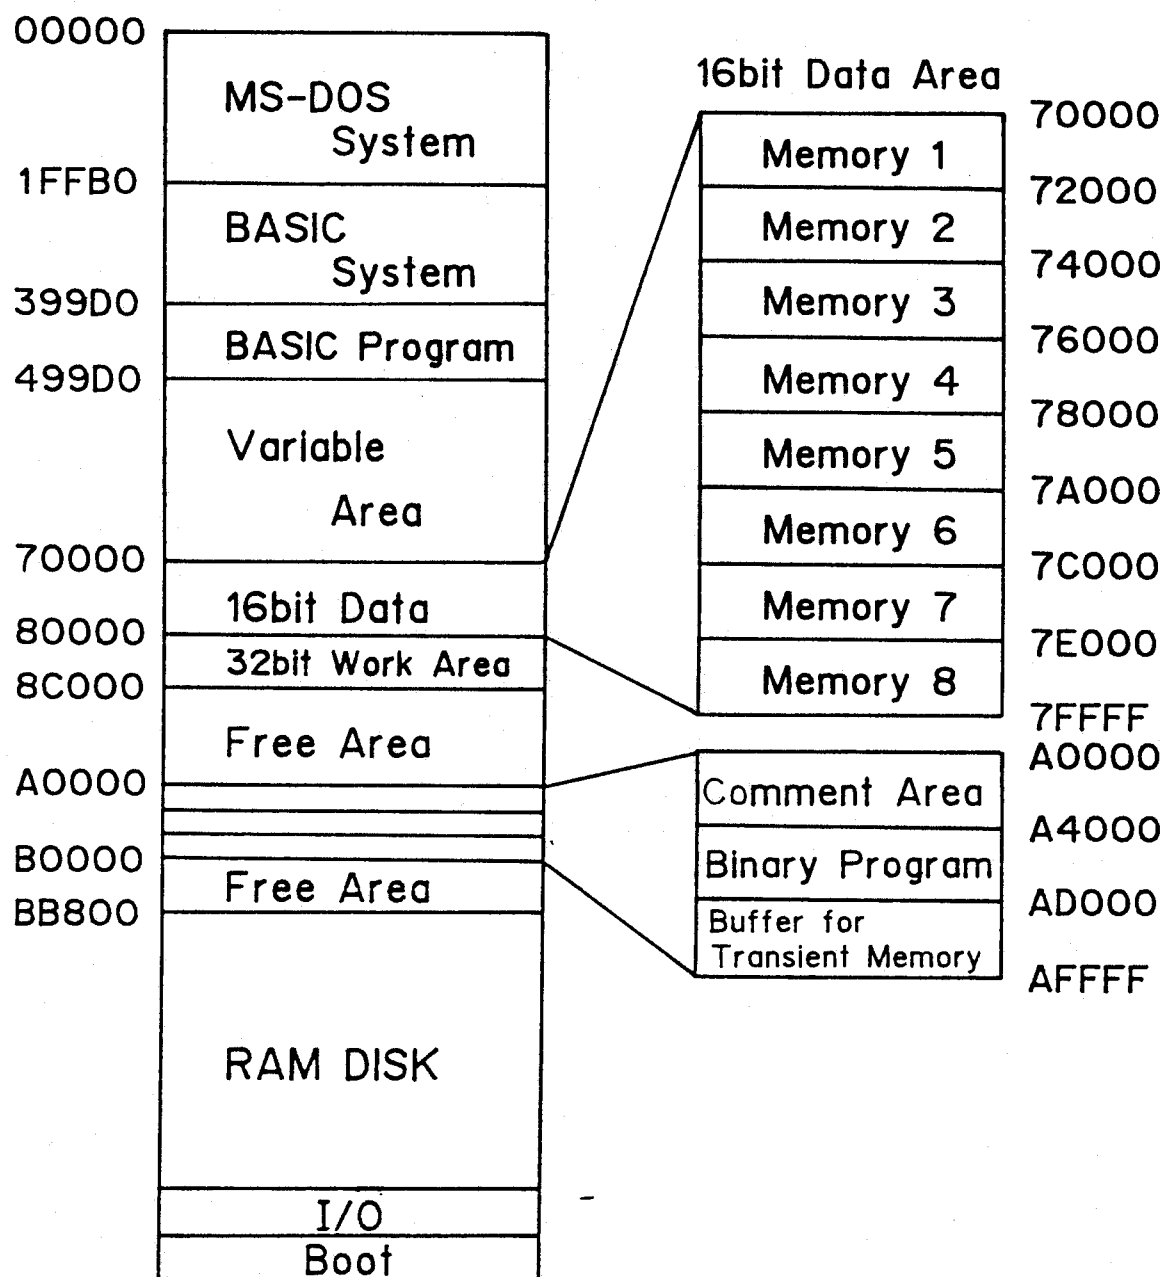 00000
MS-DOS
System
1FFB0
BASIC
System
399D0
BASIC Program
499D0
Variable
Area
70000
16bit Data
80000
32bit Work Area
8C000
Free Area
A0000
B0000
Free Area
BB800
RAM DISK
I/O
Boot
16bit Data Area
70000
Memory 1
72000
Memory 2
74000
Memory 3
76000
Memory 4
78000
Memory 5
7A000
Memory 6
7C000
Memory 7
7E000
Memory 8
7FFFF
A0000
Comment Area
A4000
Binary Program
AD000
Buffer for
Transient Memory
AFFFF